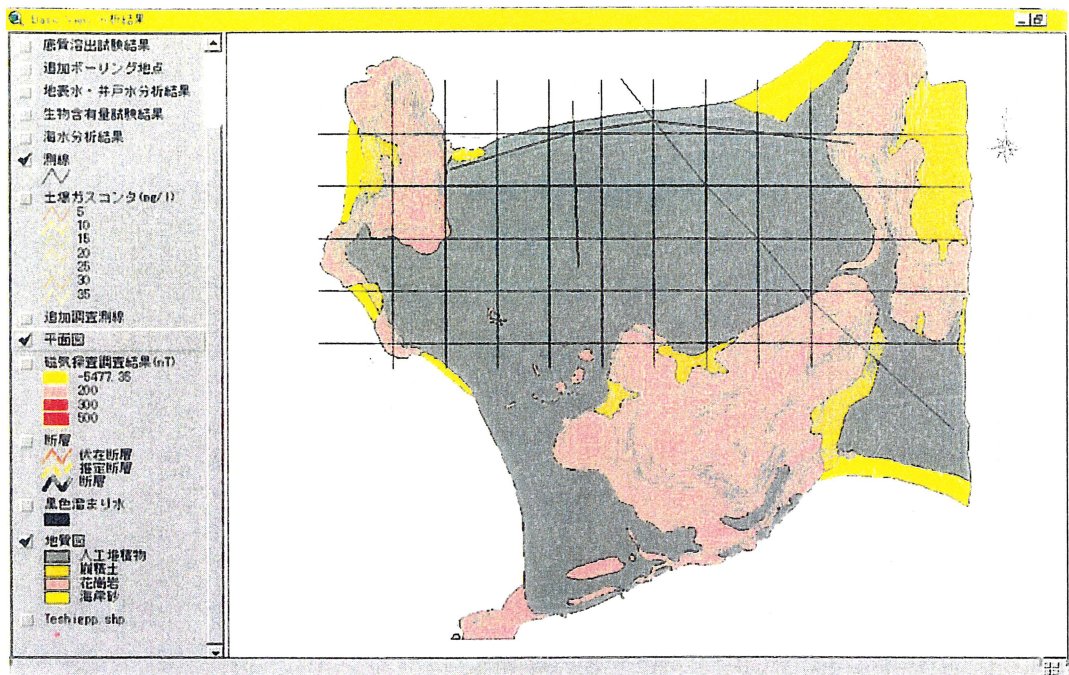 分析結果
底質溶出試験結果
追加ボーリング地点
地表水・井戸水分析結果
生物含有量試験結果
海水分析結果
測線
土壌ガスコンタ(mg/l)
5
10
15
20
25
30
35
追加調査測線
平面図
磁気探査調査結果(nT)
-5477.35
200
300
500
断層
伏在断層
推定断層
断層
黒色溜まり水
地質図
人工堆積物
崩積土
花崗岩
海岸砂